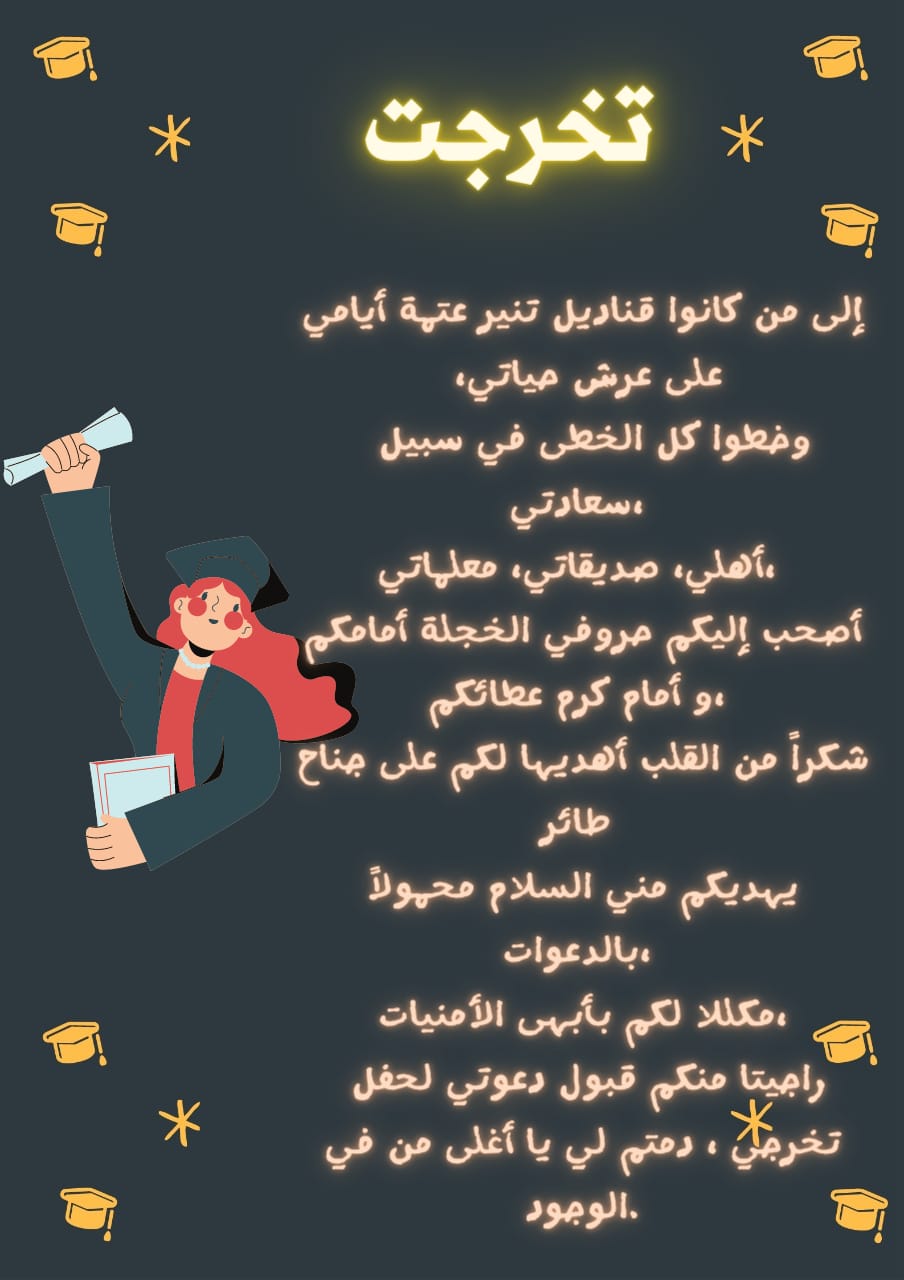 تخرجت
إلى من كانوا قناديل تنير عتمة أيامي
على عرش حياتي،
وخطوا كل الخطى في سبيل
سعادتي،
أهلي، صديقاتي، معلماتي،
أصحب إليكم حروفي الخجلة أمامكم
و أمام كرم عطائكم،
شكراً من القلب أهديها لكم على جناح
طائر
يهديكم مني السلام محمولاً
بالدعوات،
مكللا لكم بأبهى الأمنيات،
راجيتا منكم قبول دعوتي لحفل
تخرجي ، دمتم لي يا أغلى من في
الوجود.